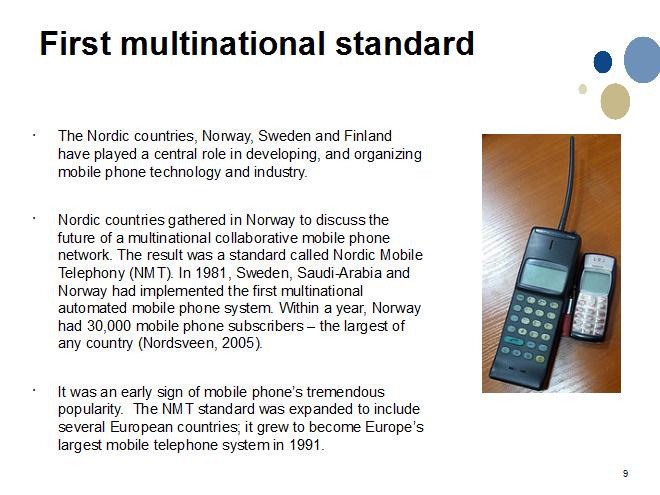 First multinational standard
· The Nordic countries, Norway, Sweden and Finland
have played a central role in developing, and organizing
mobile phone technology and industry.
· Nordic countries gathered in Norway to discuss the
future of a multinational collaborative mobile phone
network. The result was a standard called Nordic Mobile
Telephony (NMT). In 1981, Sweden, Saudi-Arabia and
Norway had implemented the first multinational
automated mobile phone system. Within a year, Norway
had 30,000 mobile phone subscribers – the largest of
any country (Nordsveen, 2005).
· It was an early sign of mobile phone’s tremendous
popularity.  The NMT standard was expanded to include
several European countries; it grew to become Europe’s
largest mobile telephone system in 1991.
9